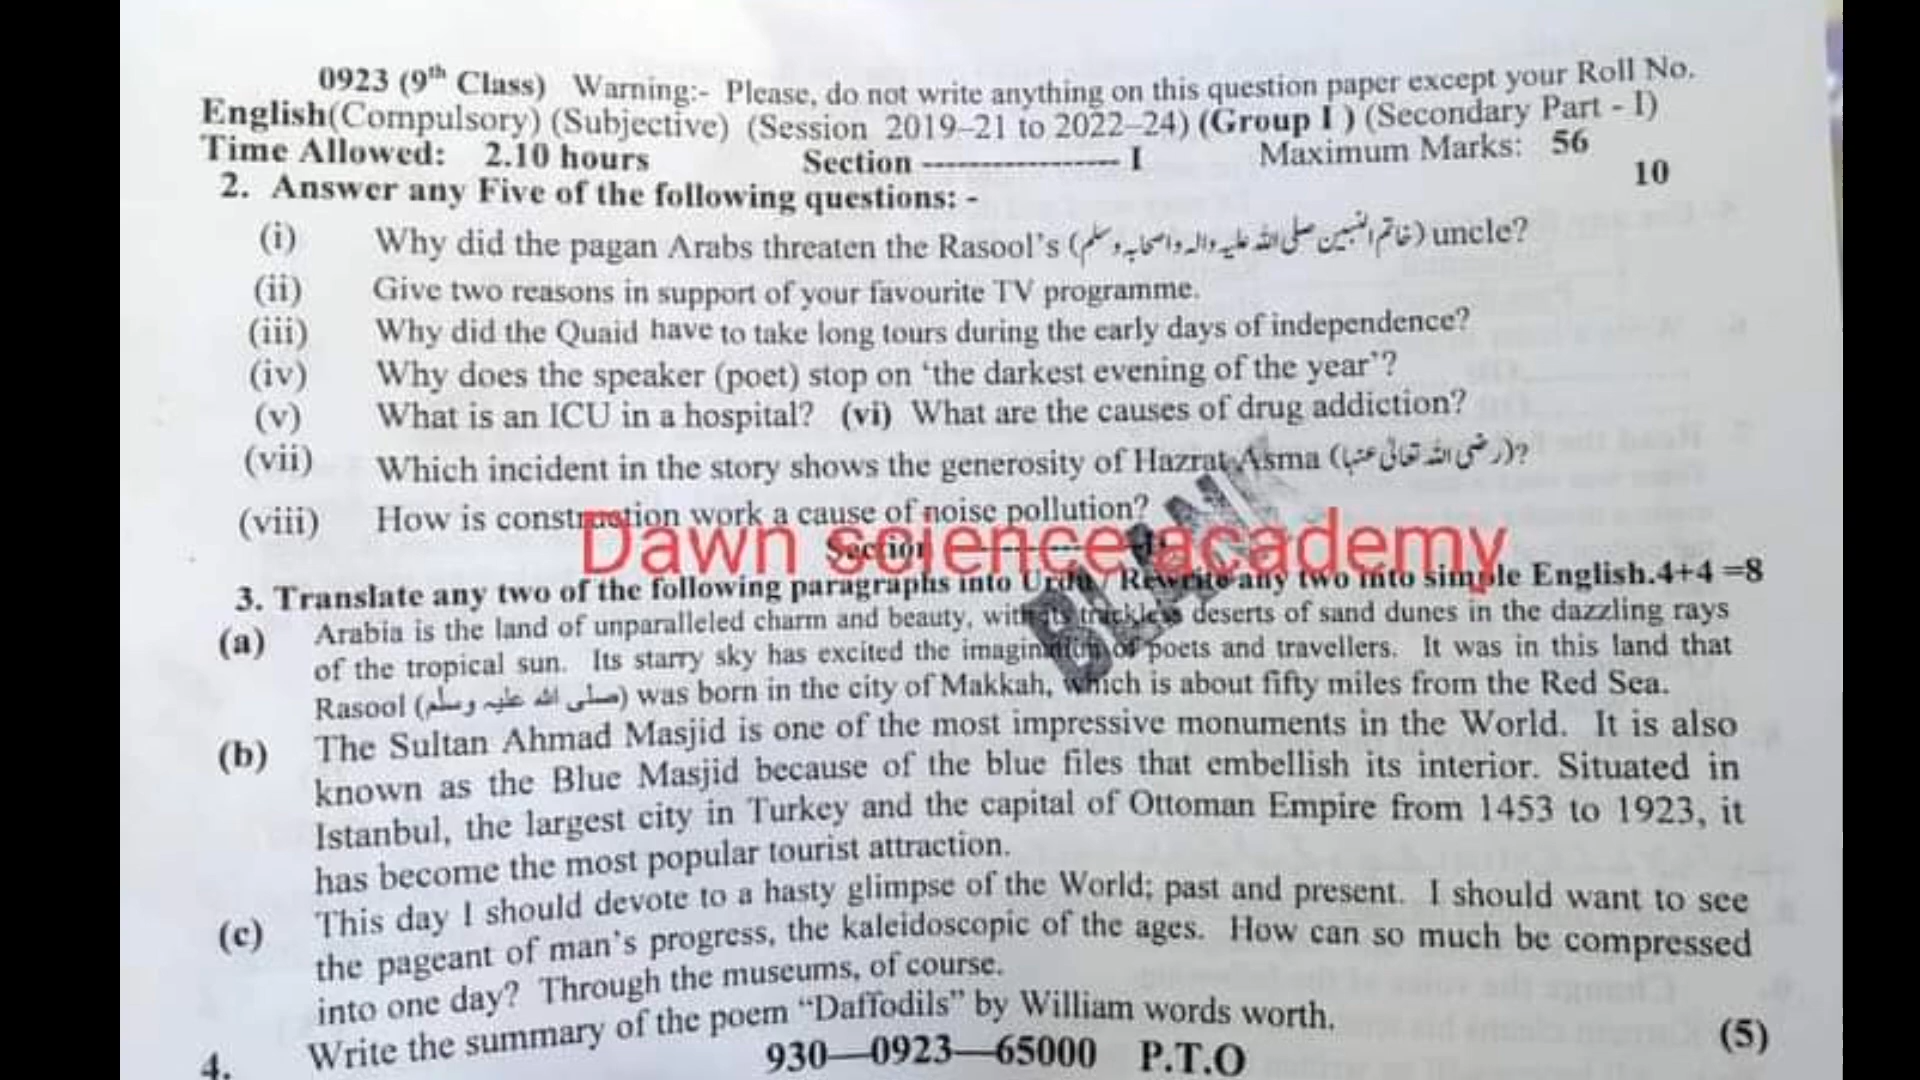 0923 (9th Class) Warning:- Please, do not write anything on this question paper except your Roll No.
English(Compulsory) (Subjective) (Session 2019–21 to 2022–24) (Group I ) (Secondary Part - I)
Time Allowed: 2.10 hours Section ------------------ I Maximum Marks: 56
2. Answer any Five of the following questions: - 10
(i) Why did the pagan Arabs threaten the Rasool's (خاتم النبیین صلی اللہ علیہ والہ واصحابہ وسلم) uncle?
(ii) Give two reasons in support of your favourite TV programme.
(iii) Why did the Quaid have to take long tours during the early days of independence?
(iv) Why does the speaker (poet) stop on 'the darkest evening of the year'?
(v) What is an ICU in a hospital? (vi) What are the causes of drug addiction?
(vii) Which incident in the story shows the generosity of Hazrat Asma (رضی اللہ تعالیٰ عنہا)?
(viii) How is construction work a cause of noise pollution?
Dawn science academy
Section
BLANK
3. Translate any two of the following paragraphs into Urdu / Rewrite any two into simple English.4+4 =8
(a) Arabia is the land of unparalleled charm and beauty, with its trackless deserts of sand dunes in the dazzling rays
of the tropical sun. Its starry sky has excited the imagination of poets and travellers. It was in this land that
Rasool (صلی اللہ علیہ وسلم) was born in the city of Makkah, which is about fifty miles from the Red Sea.
(b) The Sultan Ahmad Masjid is one of the most impressive monuments in the World. It is also
known as the Blue Masjid because of the blue files that embellish its interior. Situated in
Istanbul, the largest city in Turkey and the capital of Ottoman Empire from 1453 to 1923, it
has become the most popular tourist attraction.
(c) This day I should devote to a hasty glimpse of the World; past and present. I should want to see
the pageant of man's progress, the kaleidoscopic of the ages. How can so much be compressed
into one day? Through the museums, of course.
4. Write the summary of the poem "Daffodils" by William words worth. (5)
930—0923—65000 P.T.O